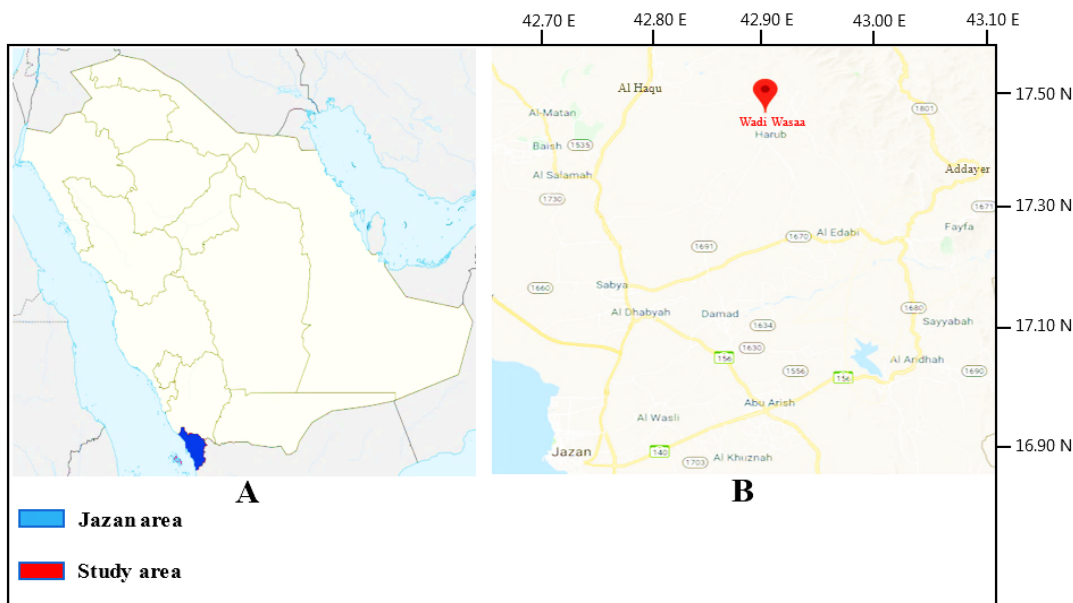 42.70 E
42.80 E
42.90 E
43.00 E
43.10 E
17.50 N
17.30 N
17.10 N
16.90 N
Al Haqu
Al-Matan
Wadi Wasaa
Harub
1801
Baish
1535
Al Salamah
Addayer
1730
1671
Al Edabi
1670
Fayfa
1691
Sabya
1660
Al Dhabyah
Damad
1680
Sayyabah
1634
1630
156
1556
Al Aridhah
1690
156
Abu Arish
Al Wasli
Jazan
140
1703
Al Khuznah
A
B
Jazan area
Study area